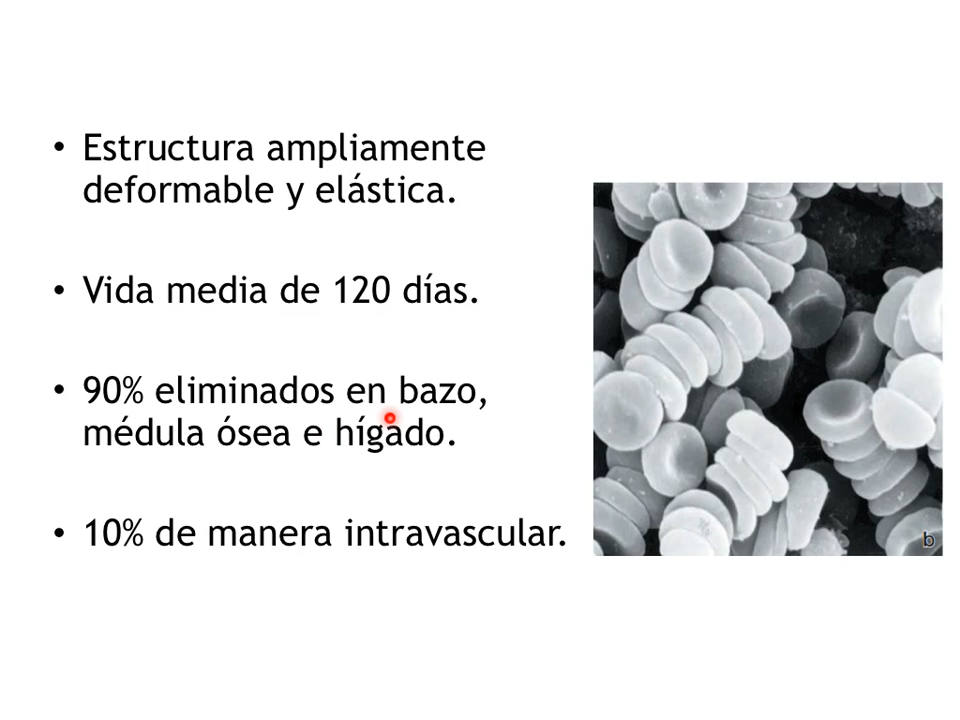 • Estructura ampliamente
deformable y elástica.
• Vida media de 120 días.
• 90% eliminados en bazo,
médula ósea e hígado.
• 10% de manera intravascular.
b